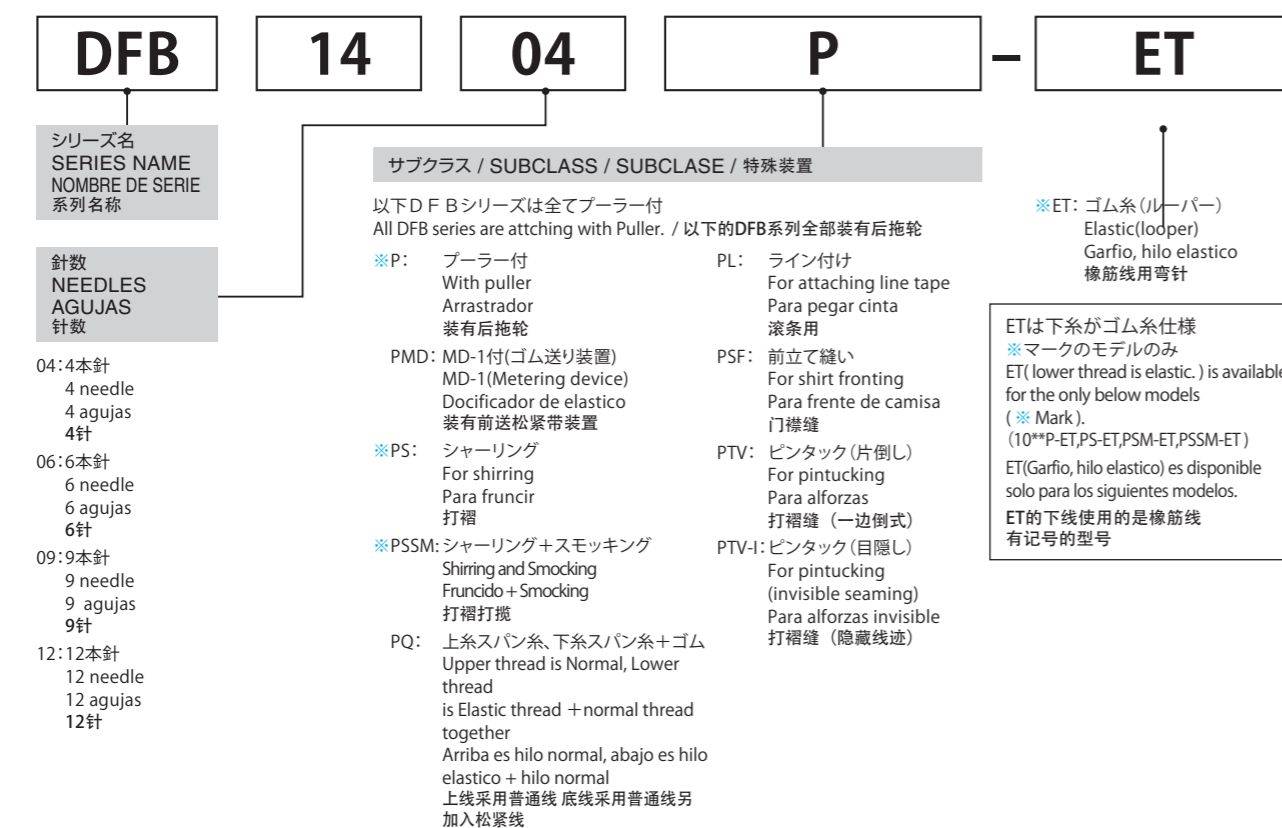 DFB 14 04 P – ET
シリーズ名
SERIES NAME
NOMBRE DE SERIE
系列名称
針数
NEEDLES
AGUJAS
针数
04:4本針
4 needle
4 agujas
4针
06:6本針
6 needle
6 agujas
6针
09:9本針
9 needle
9 agujas
9针
12:12本針
12 needle
12 agujas
12针
サブクラス / SUBCLASS / SUBCLASE / 特殊装置
以下DFBシリーズは全てプーラー付
All DFB series are attching with Puller. / 以下的DFB系列全部装有后拖轮
※P: プーラー付
With puller
Arrastrador
装有后拖轮
PMD: MD-1付(ゴム送り装置)
MD-1(Metering device)
Docificador de elastico
装有前送松紧带装置
※PS: シャーリング
For shirring
Para fruncir
打褶
※PSSM: シャーリング+スモッキング
Shirring and Smocking
Fruncido + Smocking
打褶打揽
PQ: 上糸スパン糸、下糸スパン糸+ゴム
Upper thread is Normal, Lower
thread
is Elastic thread +normal thread
together
Arriba es hilo normal, abajo es hilo
elastico + hilo normal
上线采用普通线 底线采用普通线另
加入松紧线
PL: ライン付け
For attaching line tape
Para pegar cinta
滚条用
PSF: 前立て縫い
For shirt fronting
Para frente de camisa
门襟缝
PTV: ピンタック(片倒し)
For pintucking
Para alforzas
打褶缝(一边倒式)
PTV-I: ピンタック(目隠し)
For pintucking
(invisible seaming)
Para alforzas invisible
打褶缝(隐藏线迹)
※ET: ゴム糸(ルーパー)
Elastic(looper)
Garfio, hilo elastico
橡筋线用弯针
ETは下糸がゴム糸仕様
※マークのモデルのみ
ET( lower thread is elastic. ) is available
for the only below models
( ※ Mark ).
(10**P-ET,PS-ET,PSM-ET,PSSM-ET )
ET(Garfio, hilo elastico) es disponible
solo para los siguientes modelos.
ET的下线使用的是橡筋线
有记号的型号